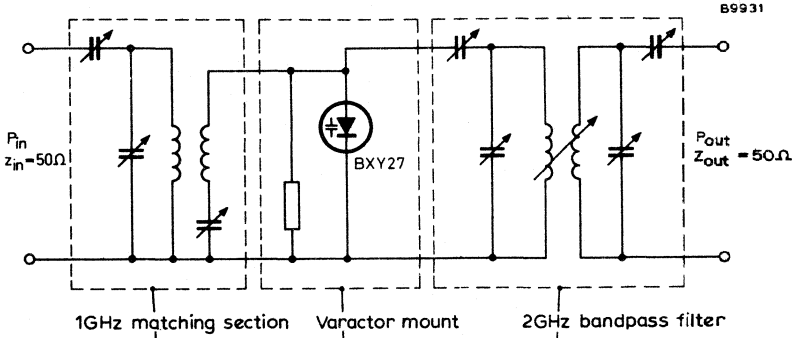 B9931
Pin
zin=50Ω
BXY27
Pout
zout = 50Ω
1GHz matching section
Varactor mount
2GHz bandpass filter